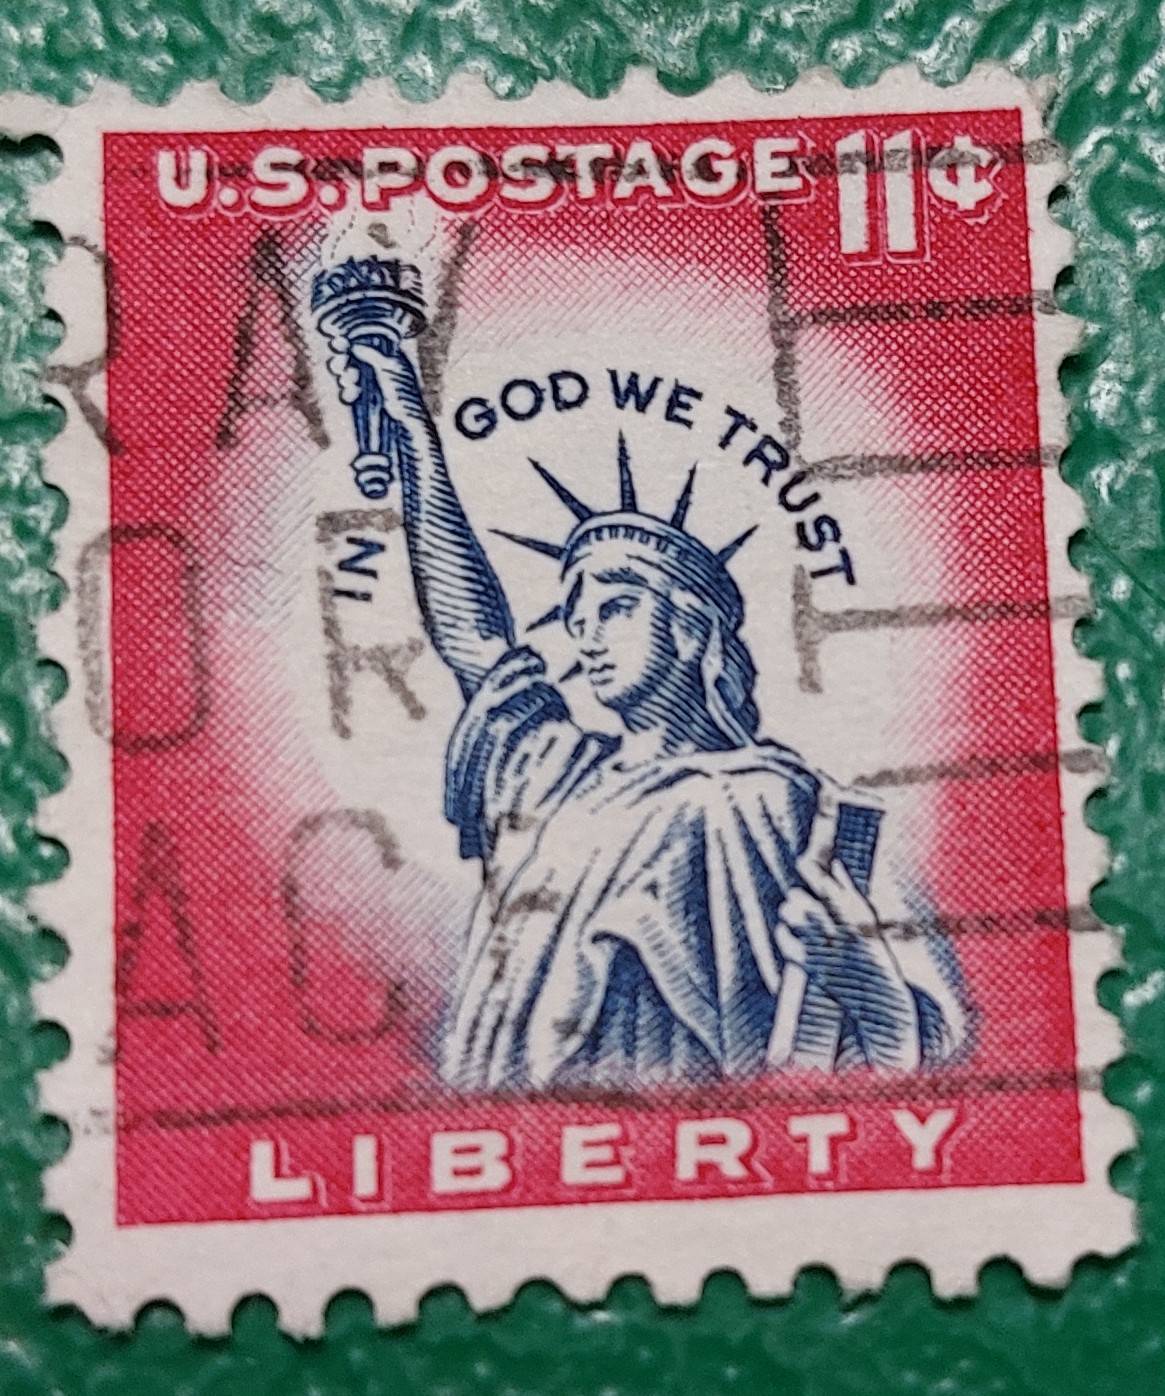 U.S. POSTAGE 11¢
IN GOD WE TRUST
LIBERTY